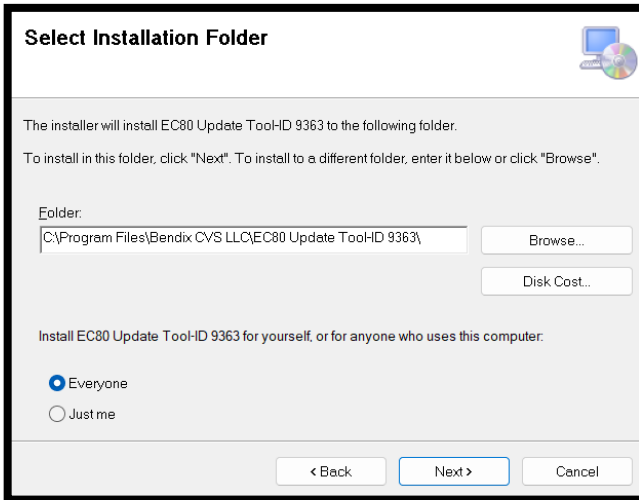 Select Installation Folder
The installer will install EC80 Update Tool-ID 9363 to the following folder.
To install in this folder, click "Next". To install to a different folder, enter it below or click "Browse".
Folder:
C:\Program Files\Bendix CVS LLC\EC80 Update Tool-ID 9363\
Browse...
Disk Cost...
Install EC80 Update Tool-ID 9363 for yourself, or for anyone who uses this computer:
Everyone
Just me
< Back
Next >
Cancel